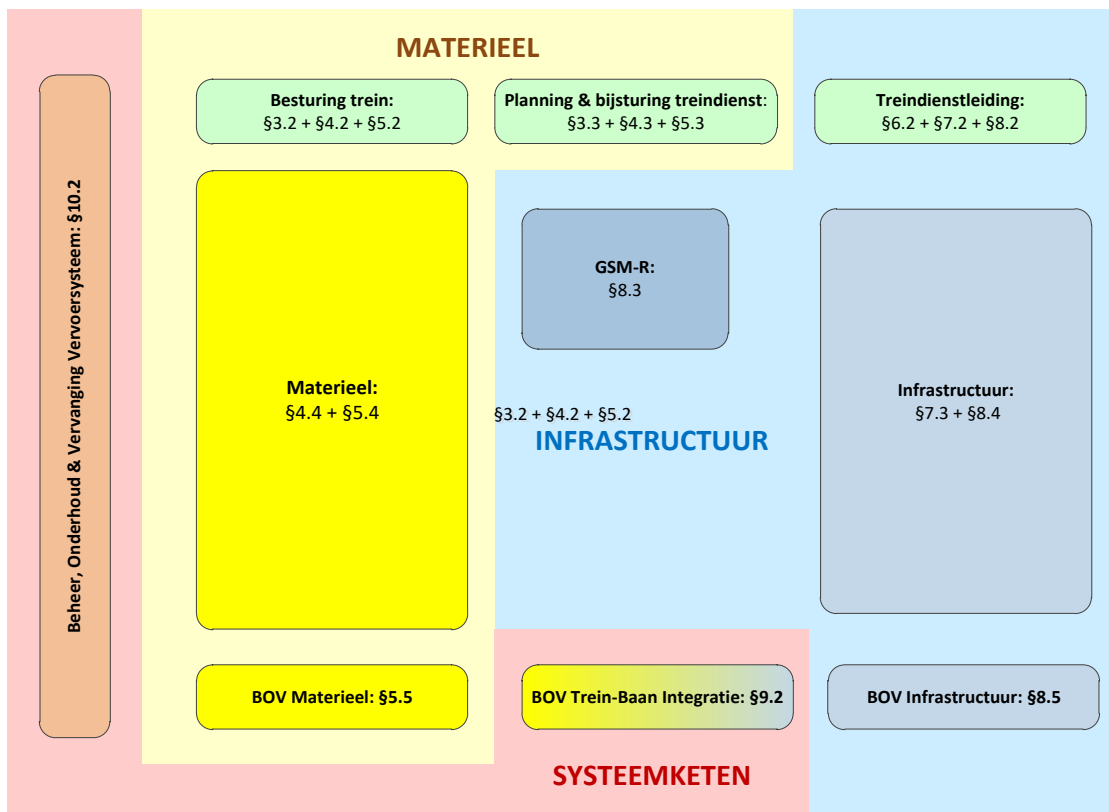 MATERIEEL
Besturing trein:
§3.2 + §4.2 + §5.2
Planning & bijsturing treindienst:
§3.3 + §4.3 + §5.3
Treindienstleiding:
§6.2 + §7.2 + §8.2
Beheer, Onderhoud & Vervanging Vervoersysteem: §10.2
GSM-R:
§8.3
Materieel:
§4.4 + §5.4
§3.2 + §4.2 + §5.2
INFRASTRUCTUUR
Infrastructuur:
§7.3 + §8.4
BOV Materieel: §5.5
BOV Trein-Baan Integratie: §9.2
BOV Infrastructuur: §8.5
SYSTEEMKETEN